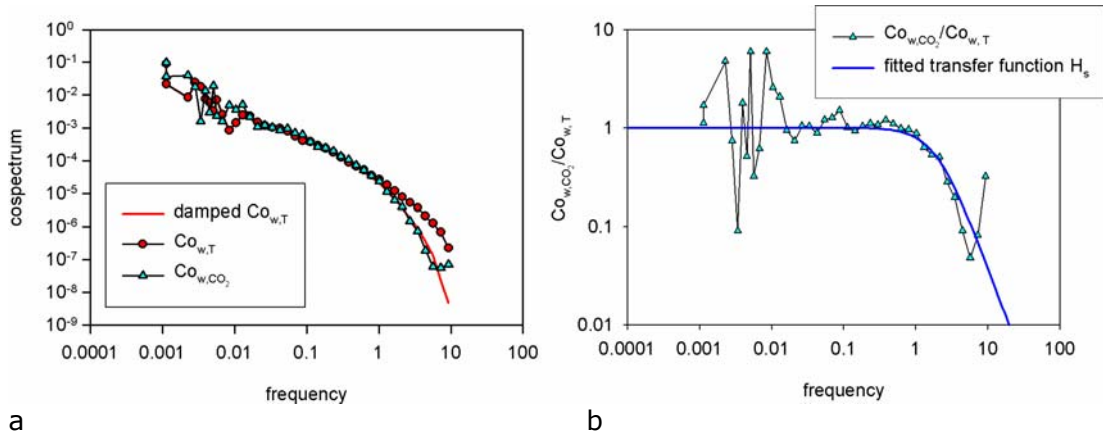 10⁰
10⁻¹
10⁻²
10⁻³
10⁻⁴
10⁻⁵
10⁻⁶
10⁻⁷
10⁻⁸
10⁻⁹
cospectrum
damped Co_w,T
Co_w,T
Co_w,CO₂
0.0001 0.001 0.01 0.1 1 10 100
frequency
a
10
1
0.1
0.01
Co_w,CO₂/Co_w,T
Co_w,CO₂/Co_w,T
fitted transfer function H_s
0.0001 0.001 0.01 0.1 1 10 100
frequency
b